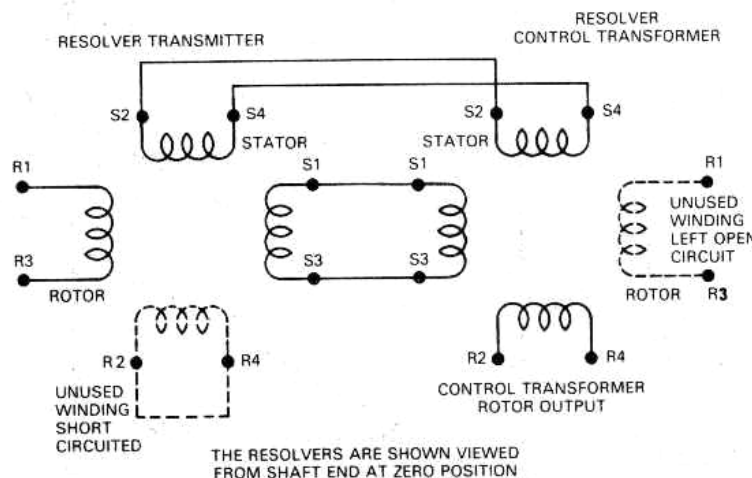 RESOLVER TRANSMITTER
RESOLVER
CONTROL TRANSFORMER
S2
S4
STATOR
S2
S4
STATOR
R1
R3
ROTOR
S1
S1
S3
S3
R1
UNUSED
WINDING
LEFT OPEN
CIRCUIT
ROTOR
R3
R2
R4
UNUSED
WINDING
SHORT
CIRCUITED
R2
R4
CONTROL TRANSFORMER
ROTOR OUTPUT
THE RESOLVERS ARE SHOWN VIEWED
FROM SHAFT END AT ZERO POSITION